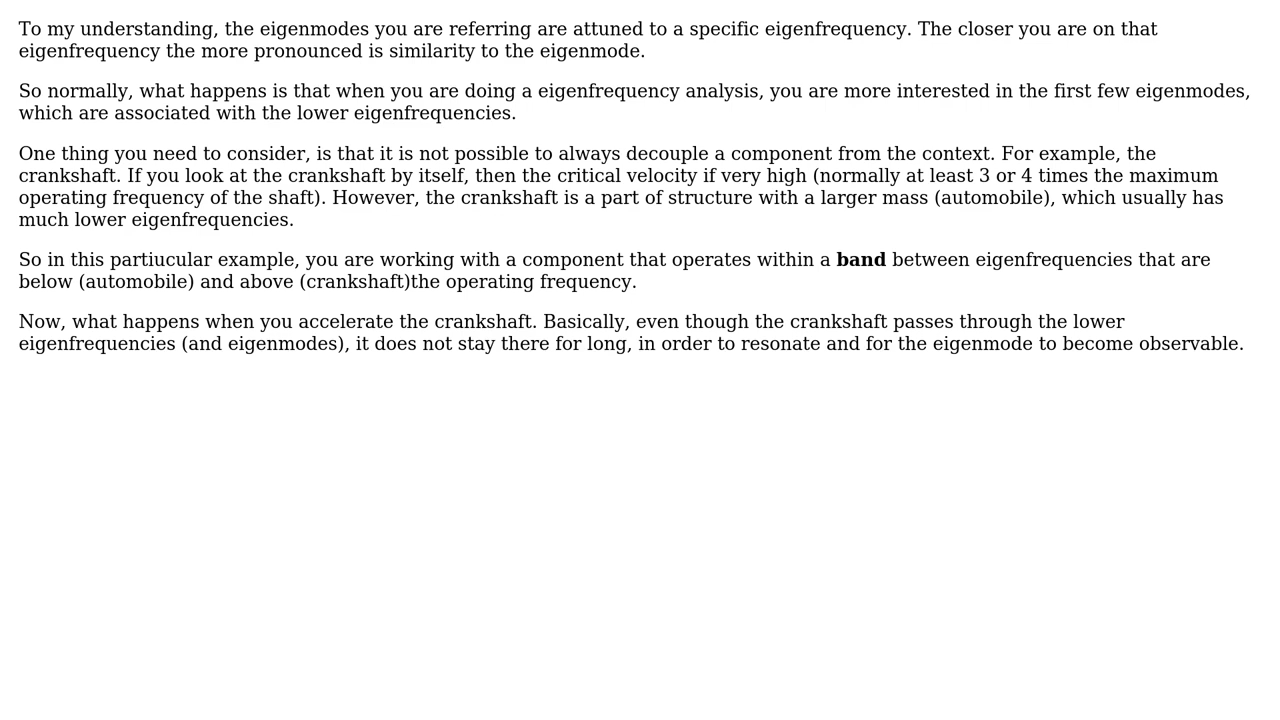 To my understanding, the eigenmodes you are referring are attuned to a specific eigenfrequency. The closer you are on that
eigenfrequency the more pronounced is similarity to the eigenmode.
So normally, what happens is that when you are doing a eigenfrequency analysis, you are more interested in the first few eigenmodes,
which are associated with the lower eigenfrequencies.
One thing you need to consider, is that it is not possible to always decouple a component from the context. For example, the
crankshaft. If you look at the crankshaft by itself, then the critical velocity if very high (normally at least 3 or 4 times the maximum
operating frequency of the shaft). However, the crankshaft is a part of structure with a larger mass (automobile), which usually has
much lower eigenfrequencies.
So in this partiucular example, you are working with a component that operates within a band between eigenfrequencies that are
below (automobile) and above (crankshaft)the operating frequency.
Now, what happens when you accelerate the crankshaft. Basically, even though the crankshaft passes through the lower
eigenfrequencies (and eigenmodes), it does not stay there for long, in order to resonate and for the eigenmode to become observable.